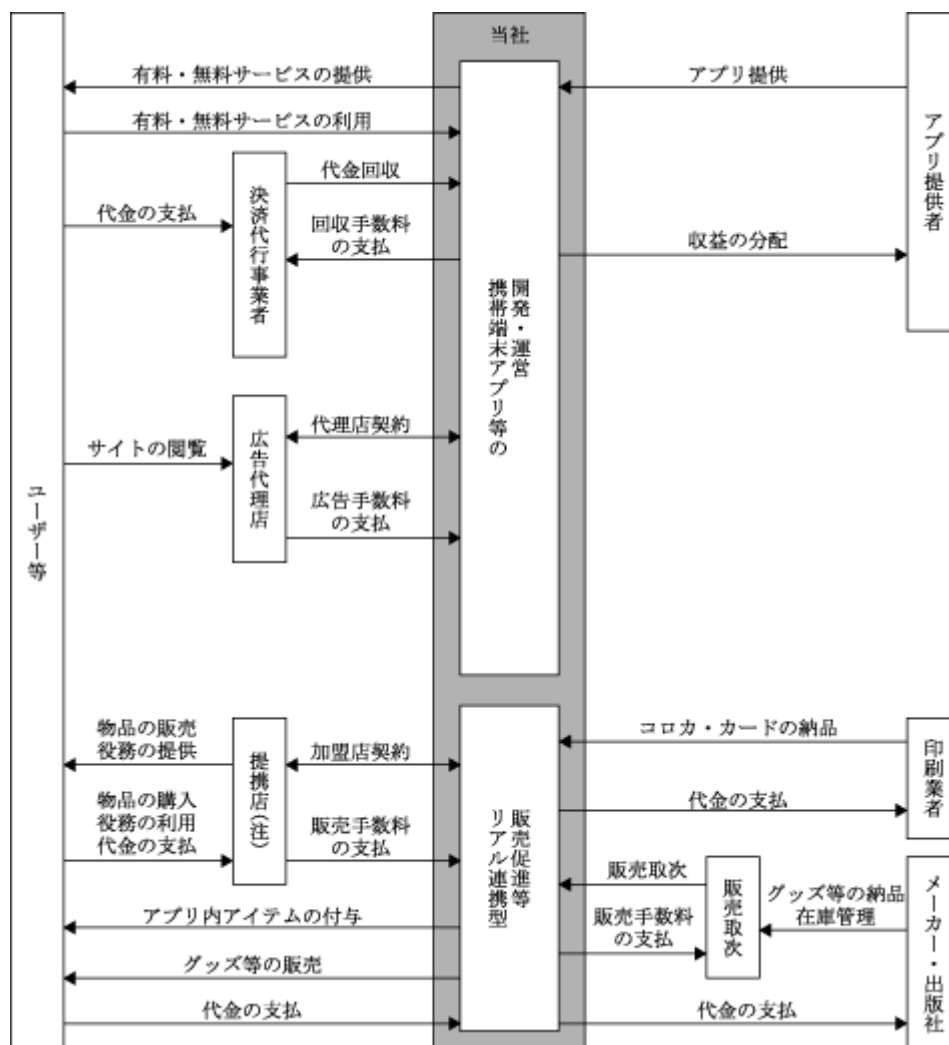 当社
有料・無料サービスの提供
アプリ提供
有料・無料サービスの利用
代金回収
代金の支払
回収手数料
の支払
収益の分配
決済代行事業者
アプリ提供者
携帯端末アプリ等の
開発・運営
代理店契約
サイトの閲覧
広告代理店
広告手数料
の支払
ユーザー等
物品の販売
役務の提供
加盟店契約
コロカ・カードの納品
提携店(注)
印刷業者
物品の購入
役務の利用
代金の支払
販売手数料
の支払
代金の支払
リアル連携型
販売促進等
販売取次
グッズ等の納品
在庫管理
販売取次
アプリ内アイテムの付与
販売手数料
の支払
メーカー・出版社
グッズ等の販売
代金の支払
代金の支払